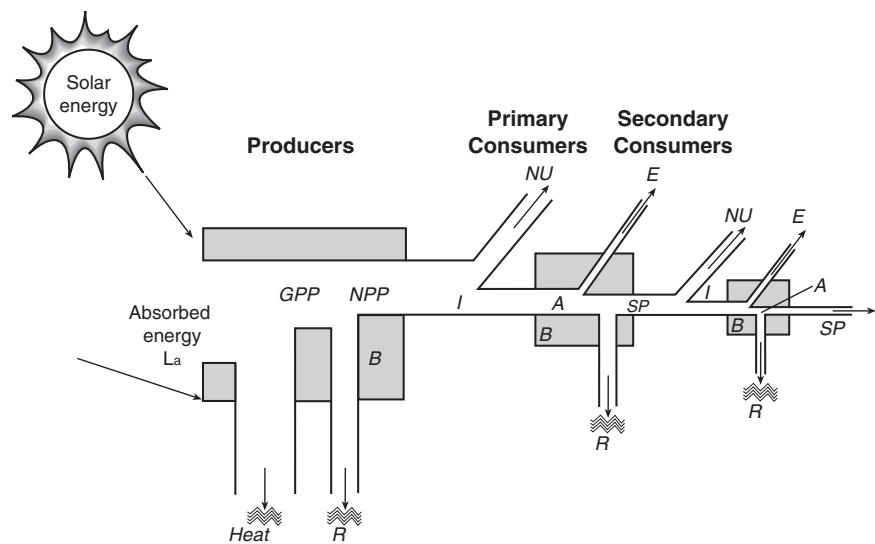 Solar
energy
Producers
Primary
Consumers
Secondary
Consumers
NU
E
NU
E
GPP
NPP
I
A
SP
I
A
Absorbed
energy
La
B
B
B
SP
R
R
Heat
R